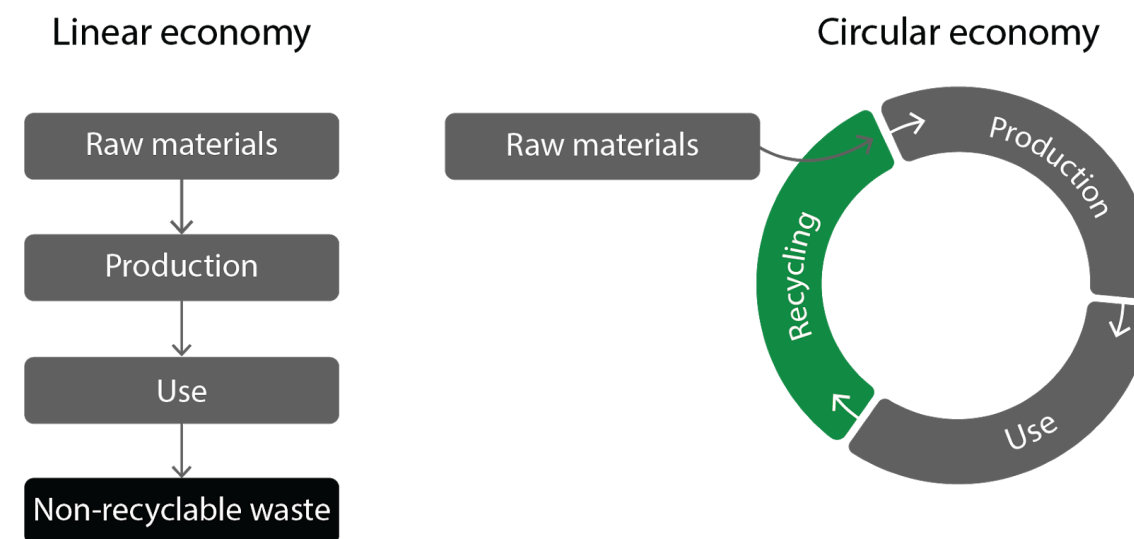 Linear economy
Raw materials
Production
Use
Non-recyclable waste
Circular economy
Raw materials
Production
Use
Recycling